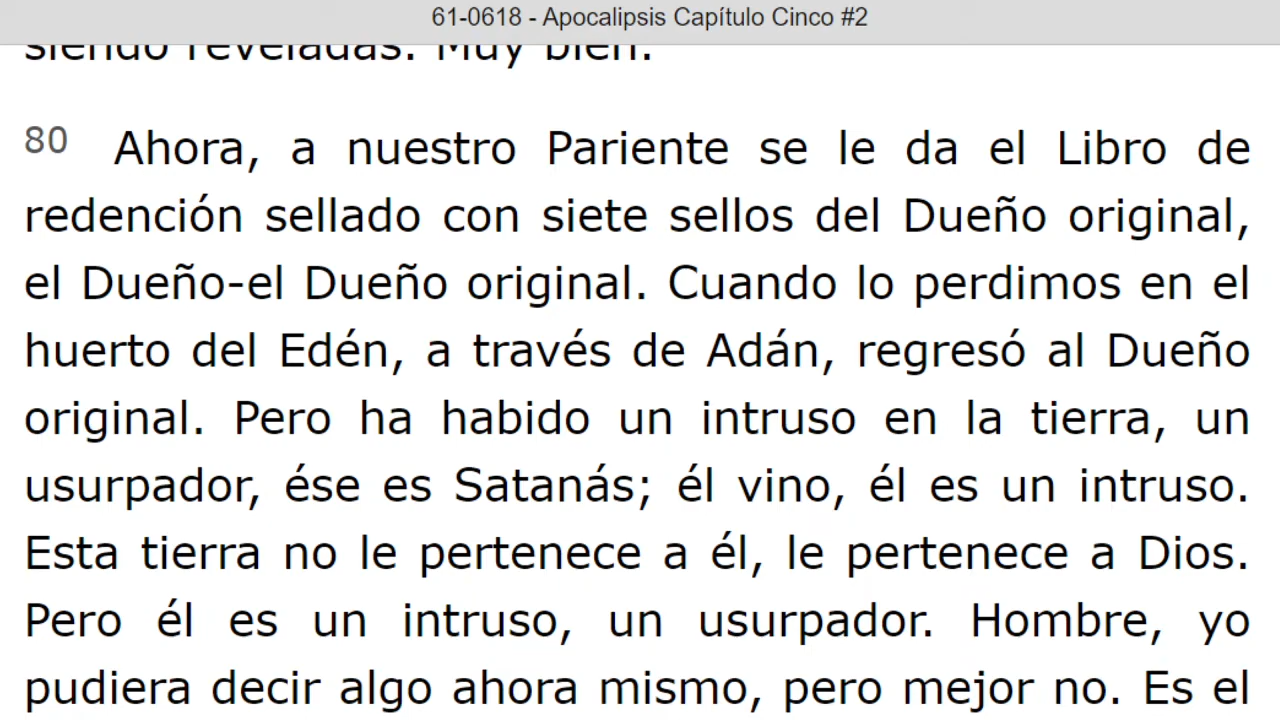 61-0618 - Apocalipsis Capítulo Cinco #2
siendo reveladas. Muy bien.
80 Ahora, a nuestro Pariente se le da el Libro de
redención sellado con siete sellos del Dueño original,
el Dueño-el Dueño original. Cuando lo perdimos en el
huerto del Edén, a través de Adán, regresó al Dueño
original. Pero ha habido un intruso en la tierra, un
usurpador, ése es Satanás; él vino, él es un intruso.
Esta tierra no le pertenece a él, le pertenece a Dios.
Pero él es un intruso, un usurpador. Hombre, yo
pudiera decir algo ahora mismo, pero mejor no. Es el